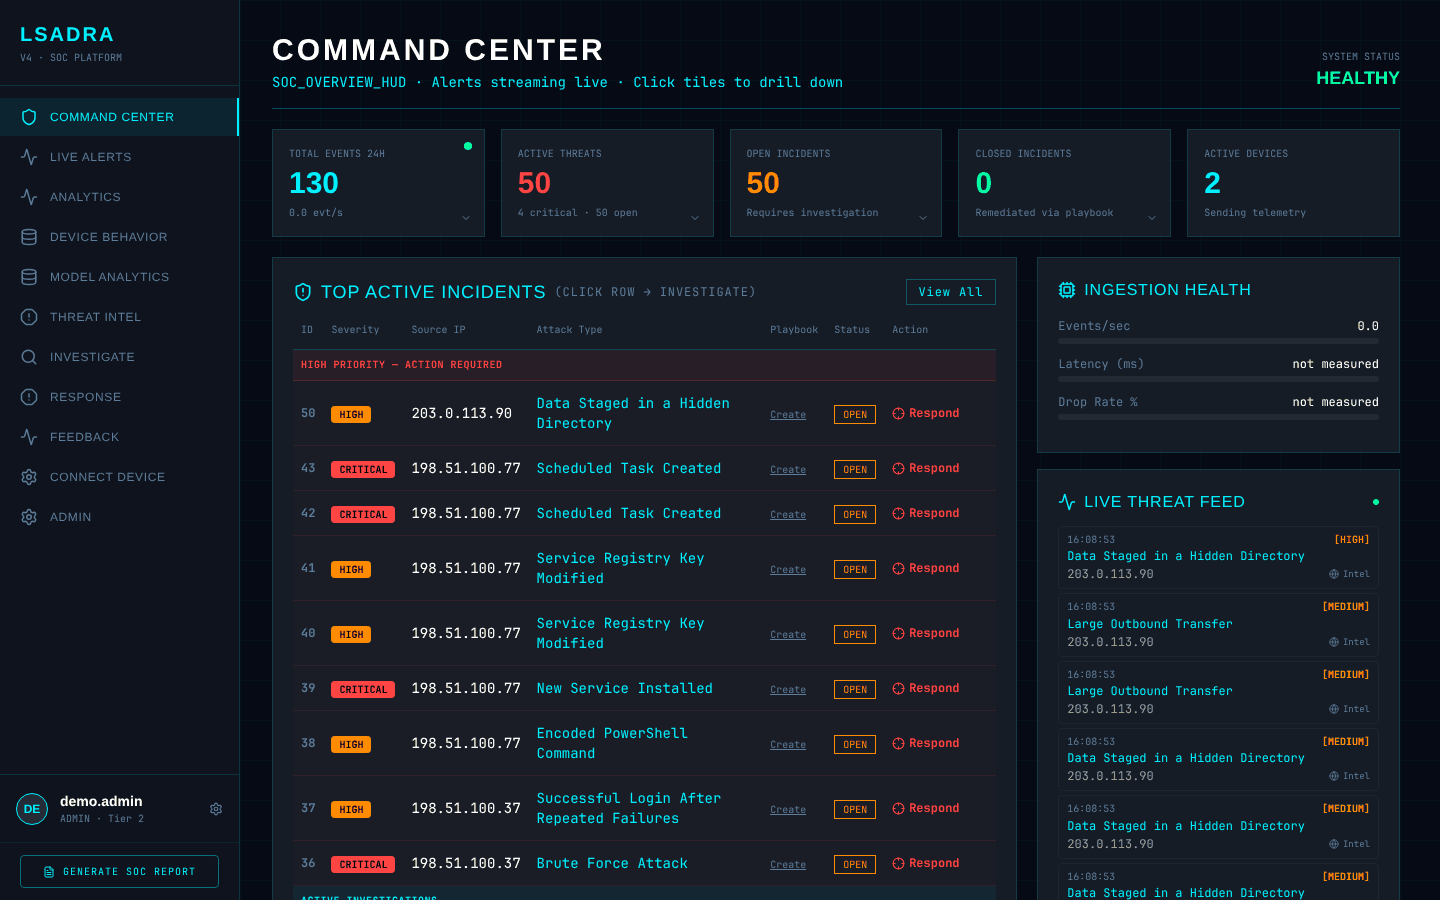 LSADRA
V4 · SOC PLATFORM
COMMAND CENTER
LIVE ALERTS
ANALYTICS
DEVICE BEHAVIOR
MODEL ANALYTICS
THREAT INTEL
INVESTIGATE
RESPONSE
FEEDBACK
CONNECT DEVICE
ADMIN
DE
demo.admin
ADMIN · Tier 2
GENERATE SOC REPORT
COMMAND CENTER
SOC_OVERVIEW_HUD · Alerts streaming live · Click tiles to drill down
SYSTEM STATUS
HEALTHY
TOTAL EVENTS 24H
130
0.0 evt/s
ACTIVE THREATS
50
4 critical · 50 open
OPEN INCIDENTS
50
Requires investigation
CLOSED INCIDENTS
0
Remediated via playbook
ACTIVE DEVICES
2
Sending telemetry
TOP ACTIVE INCIDENTS (CLICK ROW → INVESTIGATE) View All
ID Severity Source IP Attack Type Playbook Status Action
HIGH PRIORITY — ACTION REQUIRED
50 HIGH 203.0.113.90 Data Staged in a Hidden Directory Create OPEN Respond
43 CRITICAL 198.51.100.77 Scheduled Task Created Create OPEN Respond
42 CRITICAL 198.51.100.77 Scheduled Task Created Create OPEN Respond
41 HIGH 198.51.100.77 Service Registry Key Modified Create OPEN Respond
40 HIGH 198.51.100.77 Service Registry Key Modified Create OPEN Respond
39 CRITICAL 198.51.100.77 New Service Installed Create OPEN Respond
38 HIGH 198.51.100.77 Encoded PowerShell Command Create OPEN Respond
37 HIGH 198.51.100.37 Successful Login After Repeated Failures Create OPEN Respond
36 CRITICAL 198.51.100.37 Brute Force Attack Create OPEN Respond
ACTIVE INVESTIGATIONS
INGESTION HEALTH
Events/sec 0.0
Latency (ms) not measured
Drop Rate % not measured
LIVE THREAT FEED
16:08:53 [HIGH]
Data Staged in a Hidden Directory
203.0.113.90 Intel
16:08:53 [MEDIUM]
Large Outbound Transfer
203.0.113.90 Intel
16:08:53 [MEDIUM]
Large Outbound Transfer
203.0.113.90 Intel
16:08:53 [MEDIUM]
Data Staged in a Hidden Directory
203.0.113.90 Intel
16:08:53 [MEDIUM]
Data Staged in a Hidden Directory
203.0.113.90 Intel
16:08:53 [MEDIUM]
Data Staged in a Hidden Directory